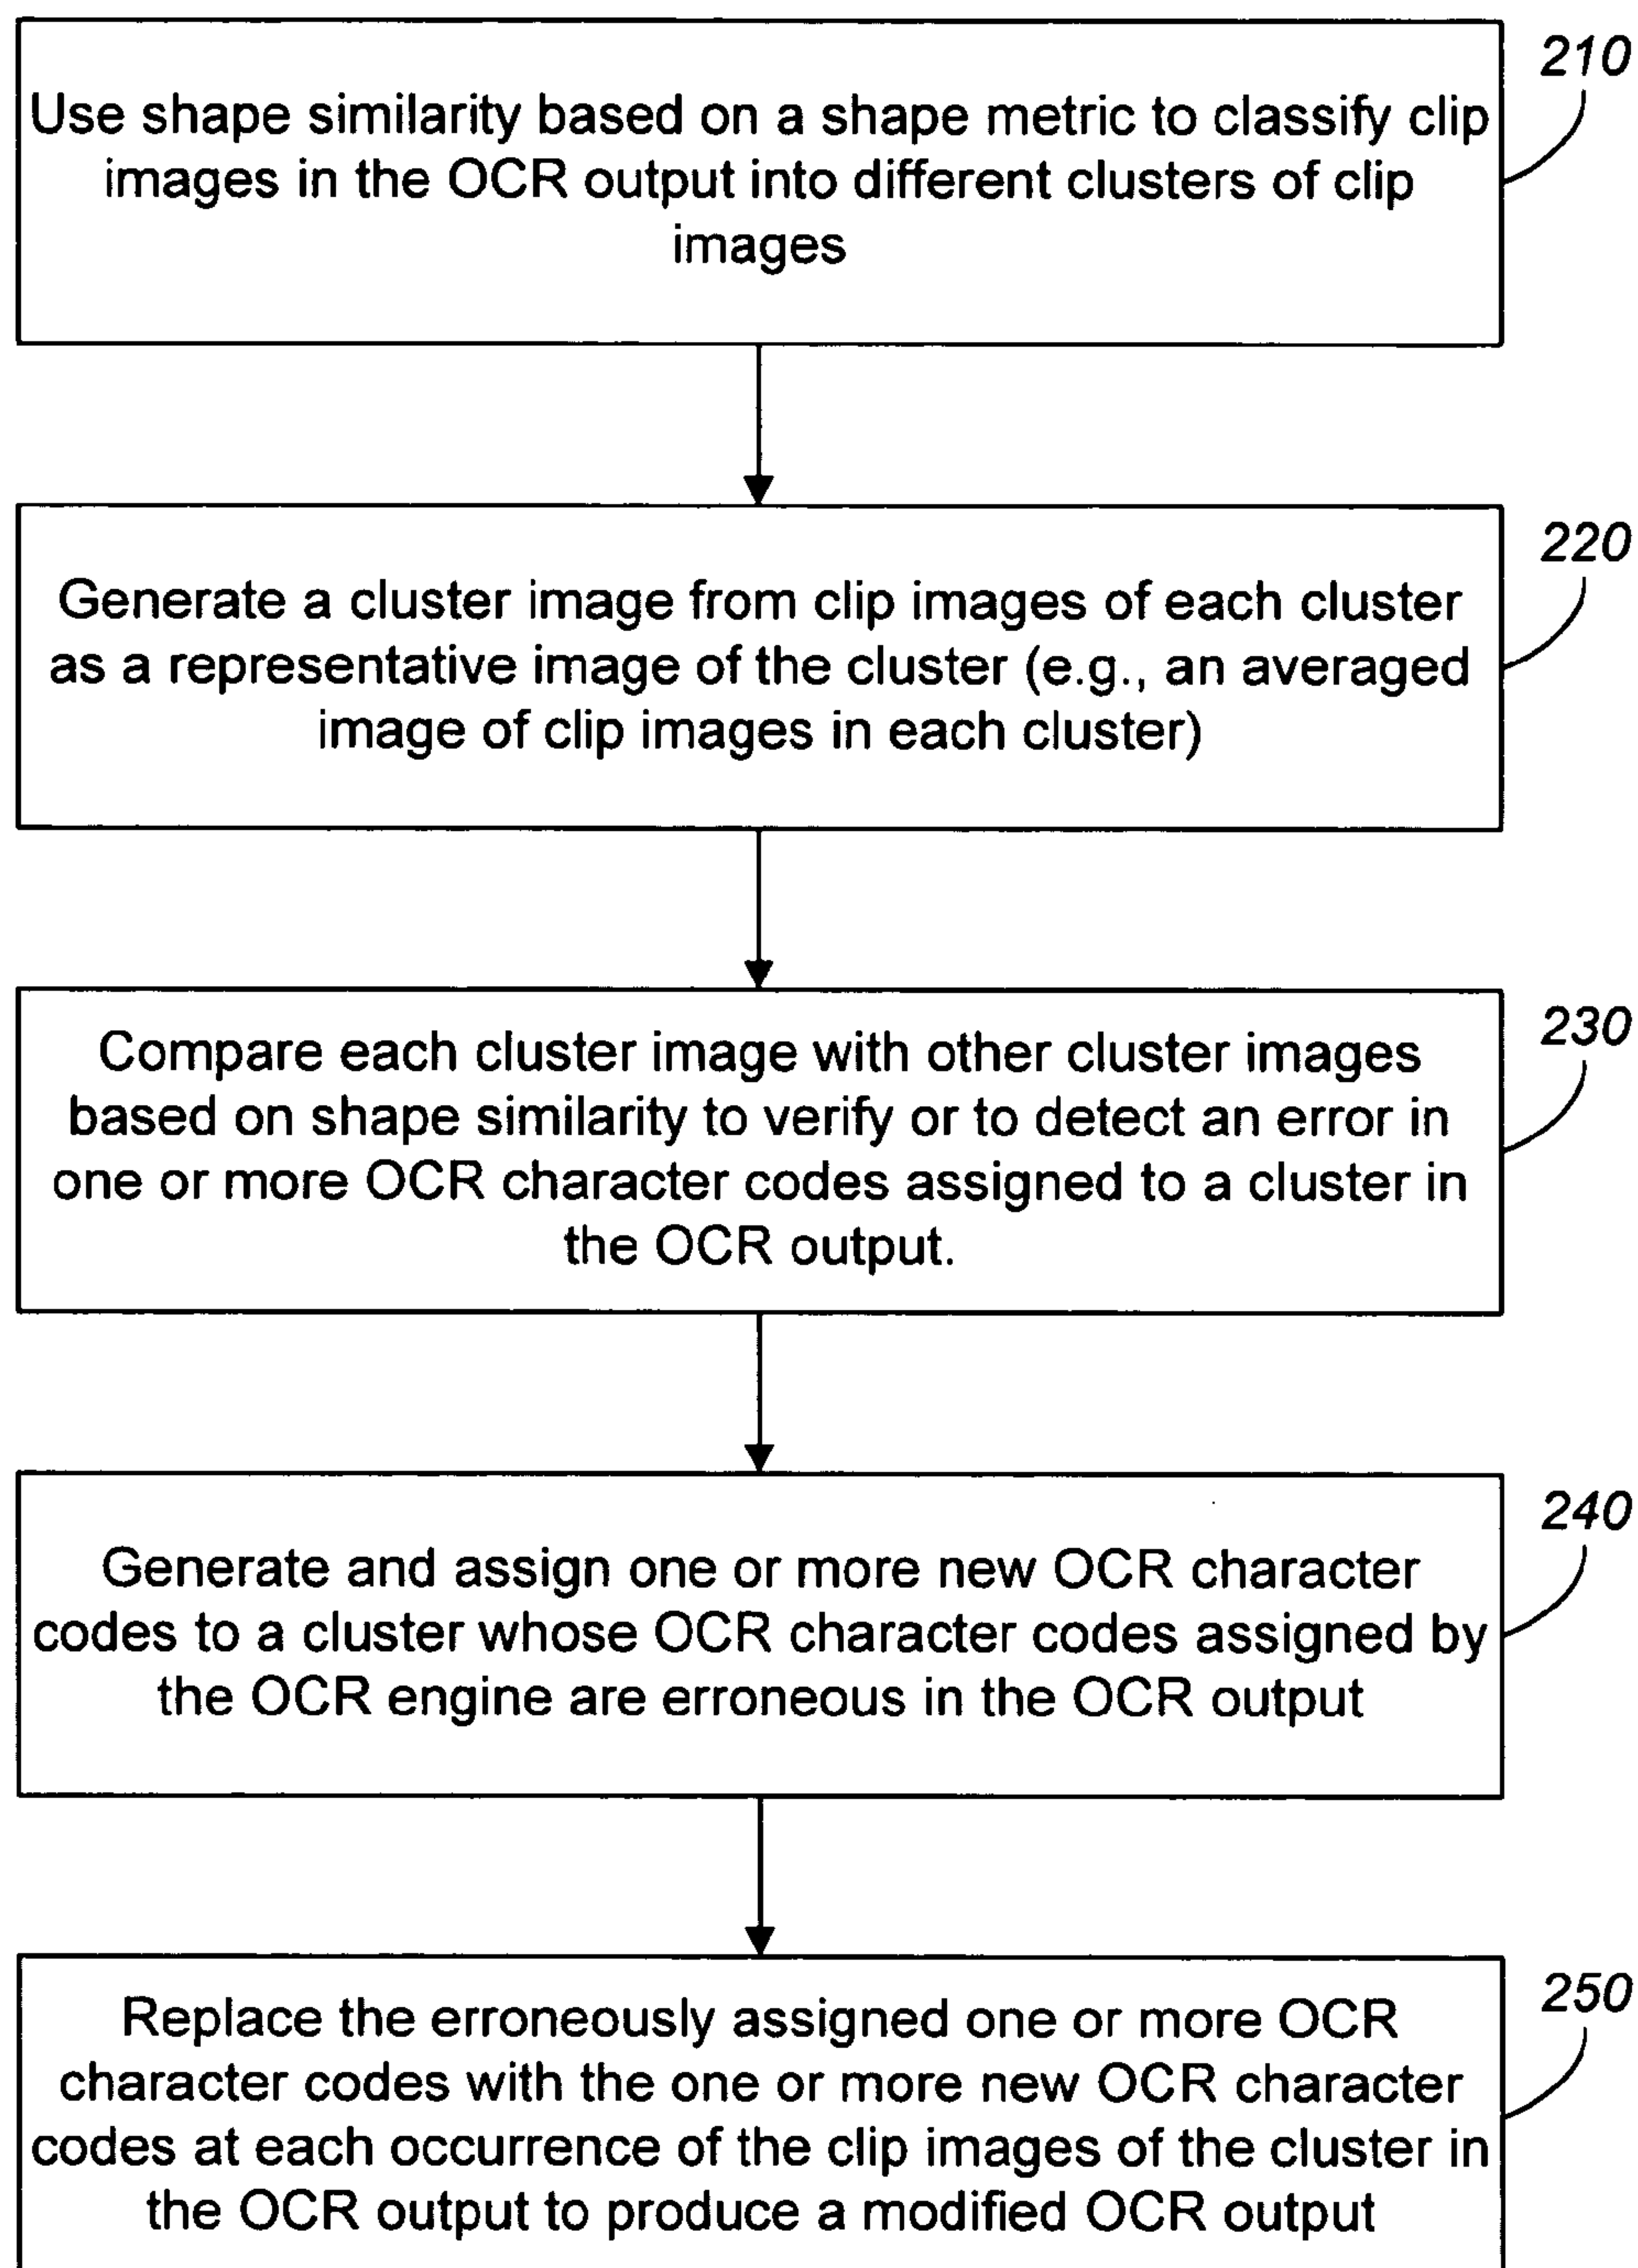 210
Use shape similarity based on a shape metric to classify clip
images in the OCR output into different clusters of clip
images
220
Generate a cluster image from clip images of each cluster
as a representative image of the cluster (e.g., an averaged
image of clip images in each cluster)
230
Compare each cluster image with other cluster images
based on shape similarity to verify or to detect an error in
one or more OCR character codes assigned to a cluster in
the OCR output.
240
Generate and assign one or more new OCR character
codes to a cluster whose OCR character codes assigned by
the OCR engine are erroneous in the OCR output
250
Replace the erroneously assigned one or more OCR
character codes with the one or more new OCR character
codes at each occurrence of the clip images of the cluster in
the OCR output to produce a modified OCR output